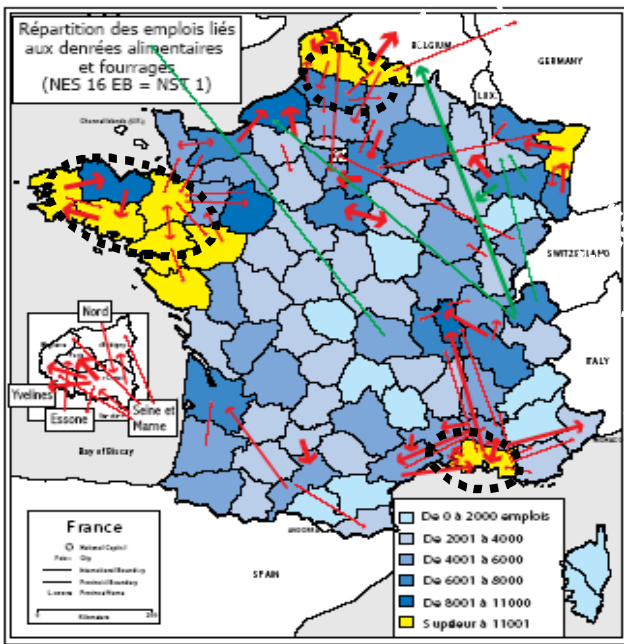 Répartition des emplois liés
aux denrées alimentaires
et fourrages
(NES 16 EB = NST 1)
BELGIUM
GERMANY
LUX.
Channel Islands
SWITZERLAND
ITALY
MONACO
Nord
Yvelines
Essone
Seine et
Marne
Bay of Biscay
ANDORRA
SPAIN
France
National Capital
City
International Boundary
Province Boundary
Province Name
Kilometers
De 0 à 2000 emplois
De 2001 à 4000
De 4001 à 6000
De 6001 à 8000
De 8001 à 11000
Supdeur à 11001